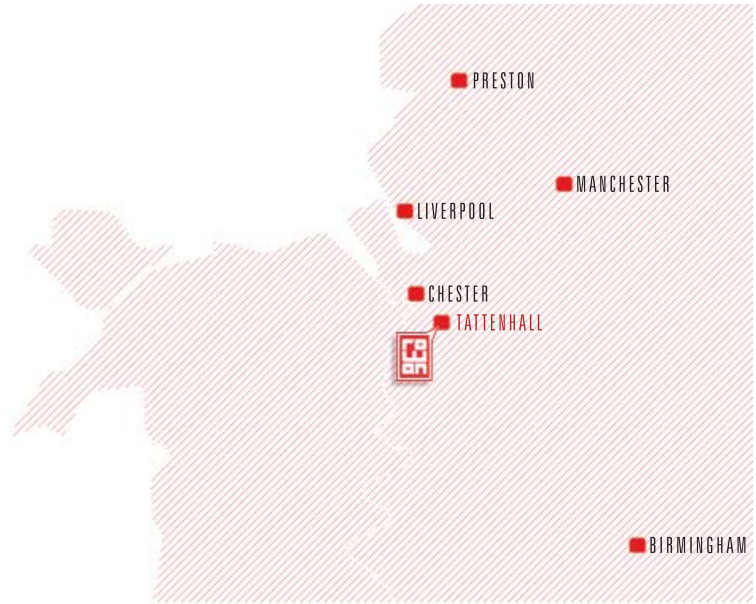 PRESTON
MANCHESTER
LIVERPOOL
CHESTER
TATTENHALL
BIRMINGHAM